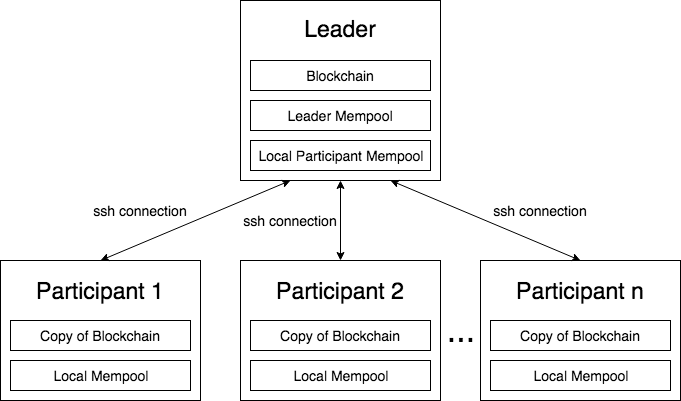 Leader
Blockchain
Leader Mempool
Local Participant Mempool
ssh connection
ssh connection
ssh connection
Participant 1
Copy of Blockchain
Local Mempool
Participant 2
Copy of Blockchain
Local Mempool
...
Participant n
Copy of Blockchain
Local Mempool